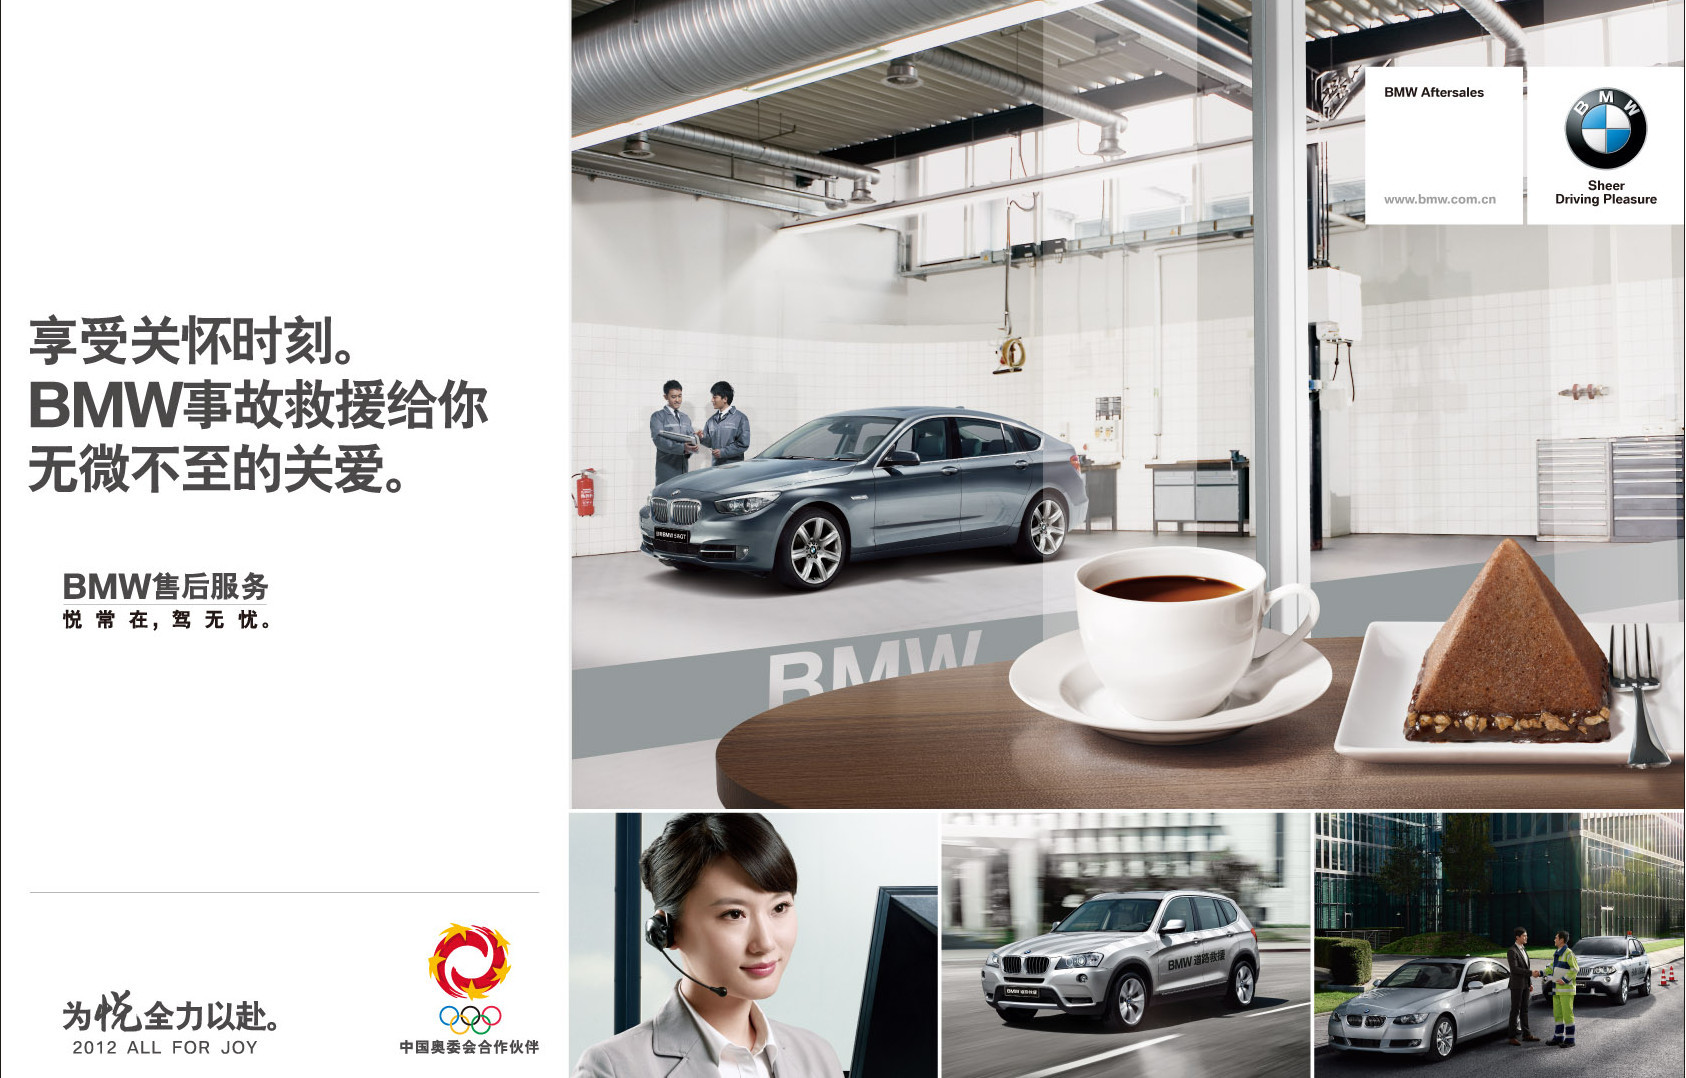 享受关怀时刻。
BMW事故救援给你
无微不至的关爱。
BMW售后服务
悦常在，驾无忧。
为悦全力以赴。
2012 ALL FOR JOY
中国奥委会合作伙伴
BMW Aftersales
www.bmw.com.cn
BMW
Sheer
Driving Pleasure
BMW
BMW 道路救援